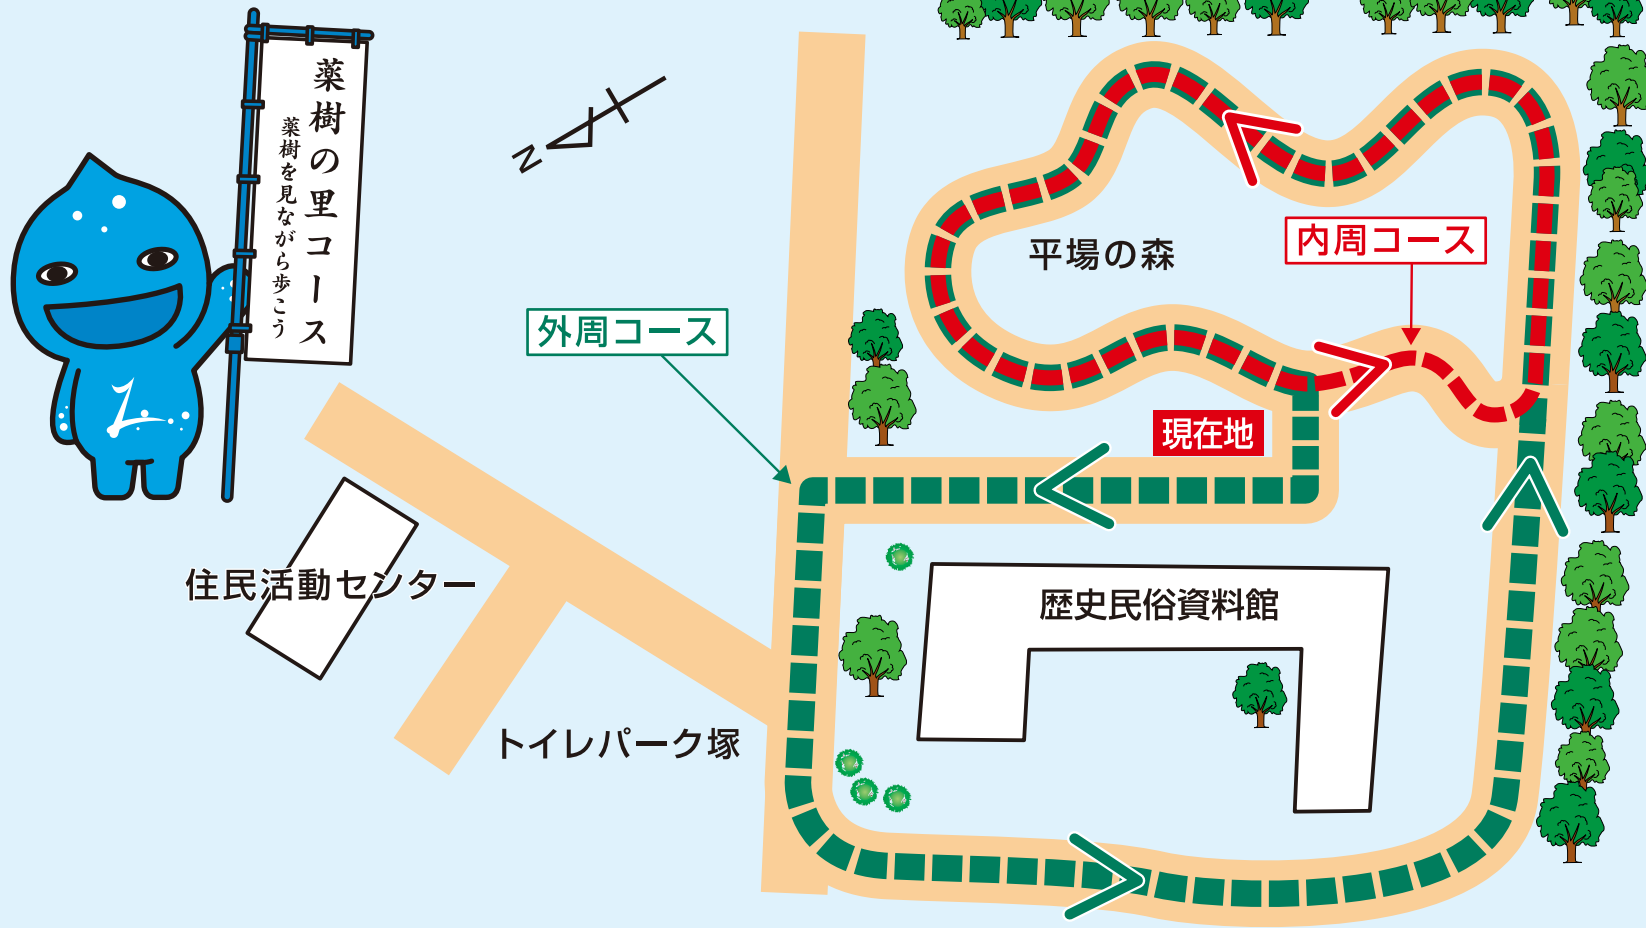 薬樹の里コース
薬樹を見ながら歩こう
N
平場の森
内周コース
外周コース
現在地
住民活動センター
歴史民俗資料館
トイレパーク塚